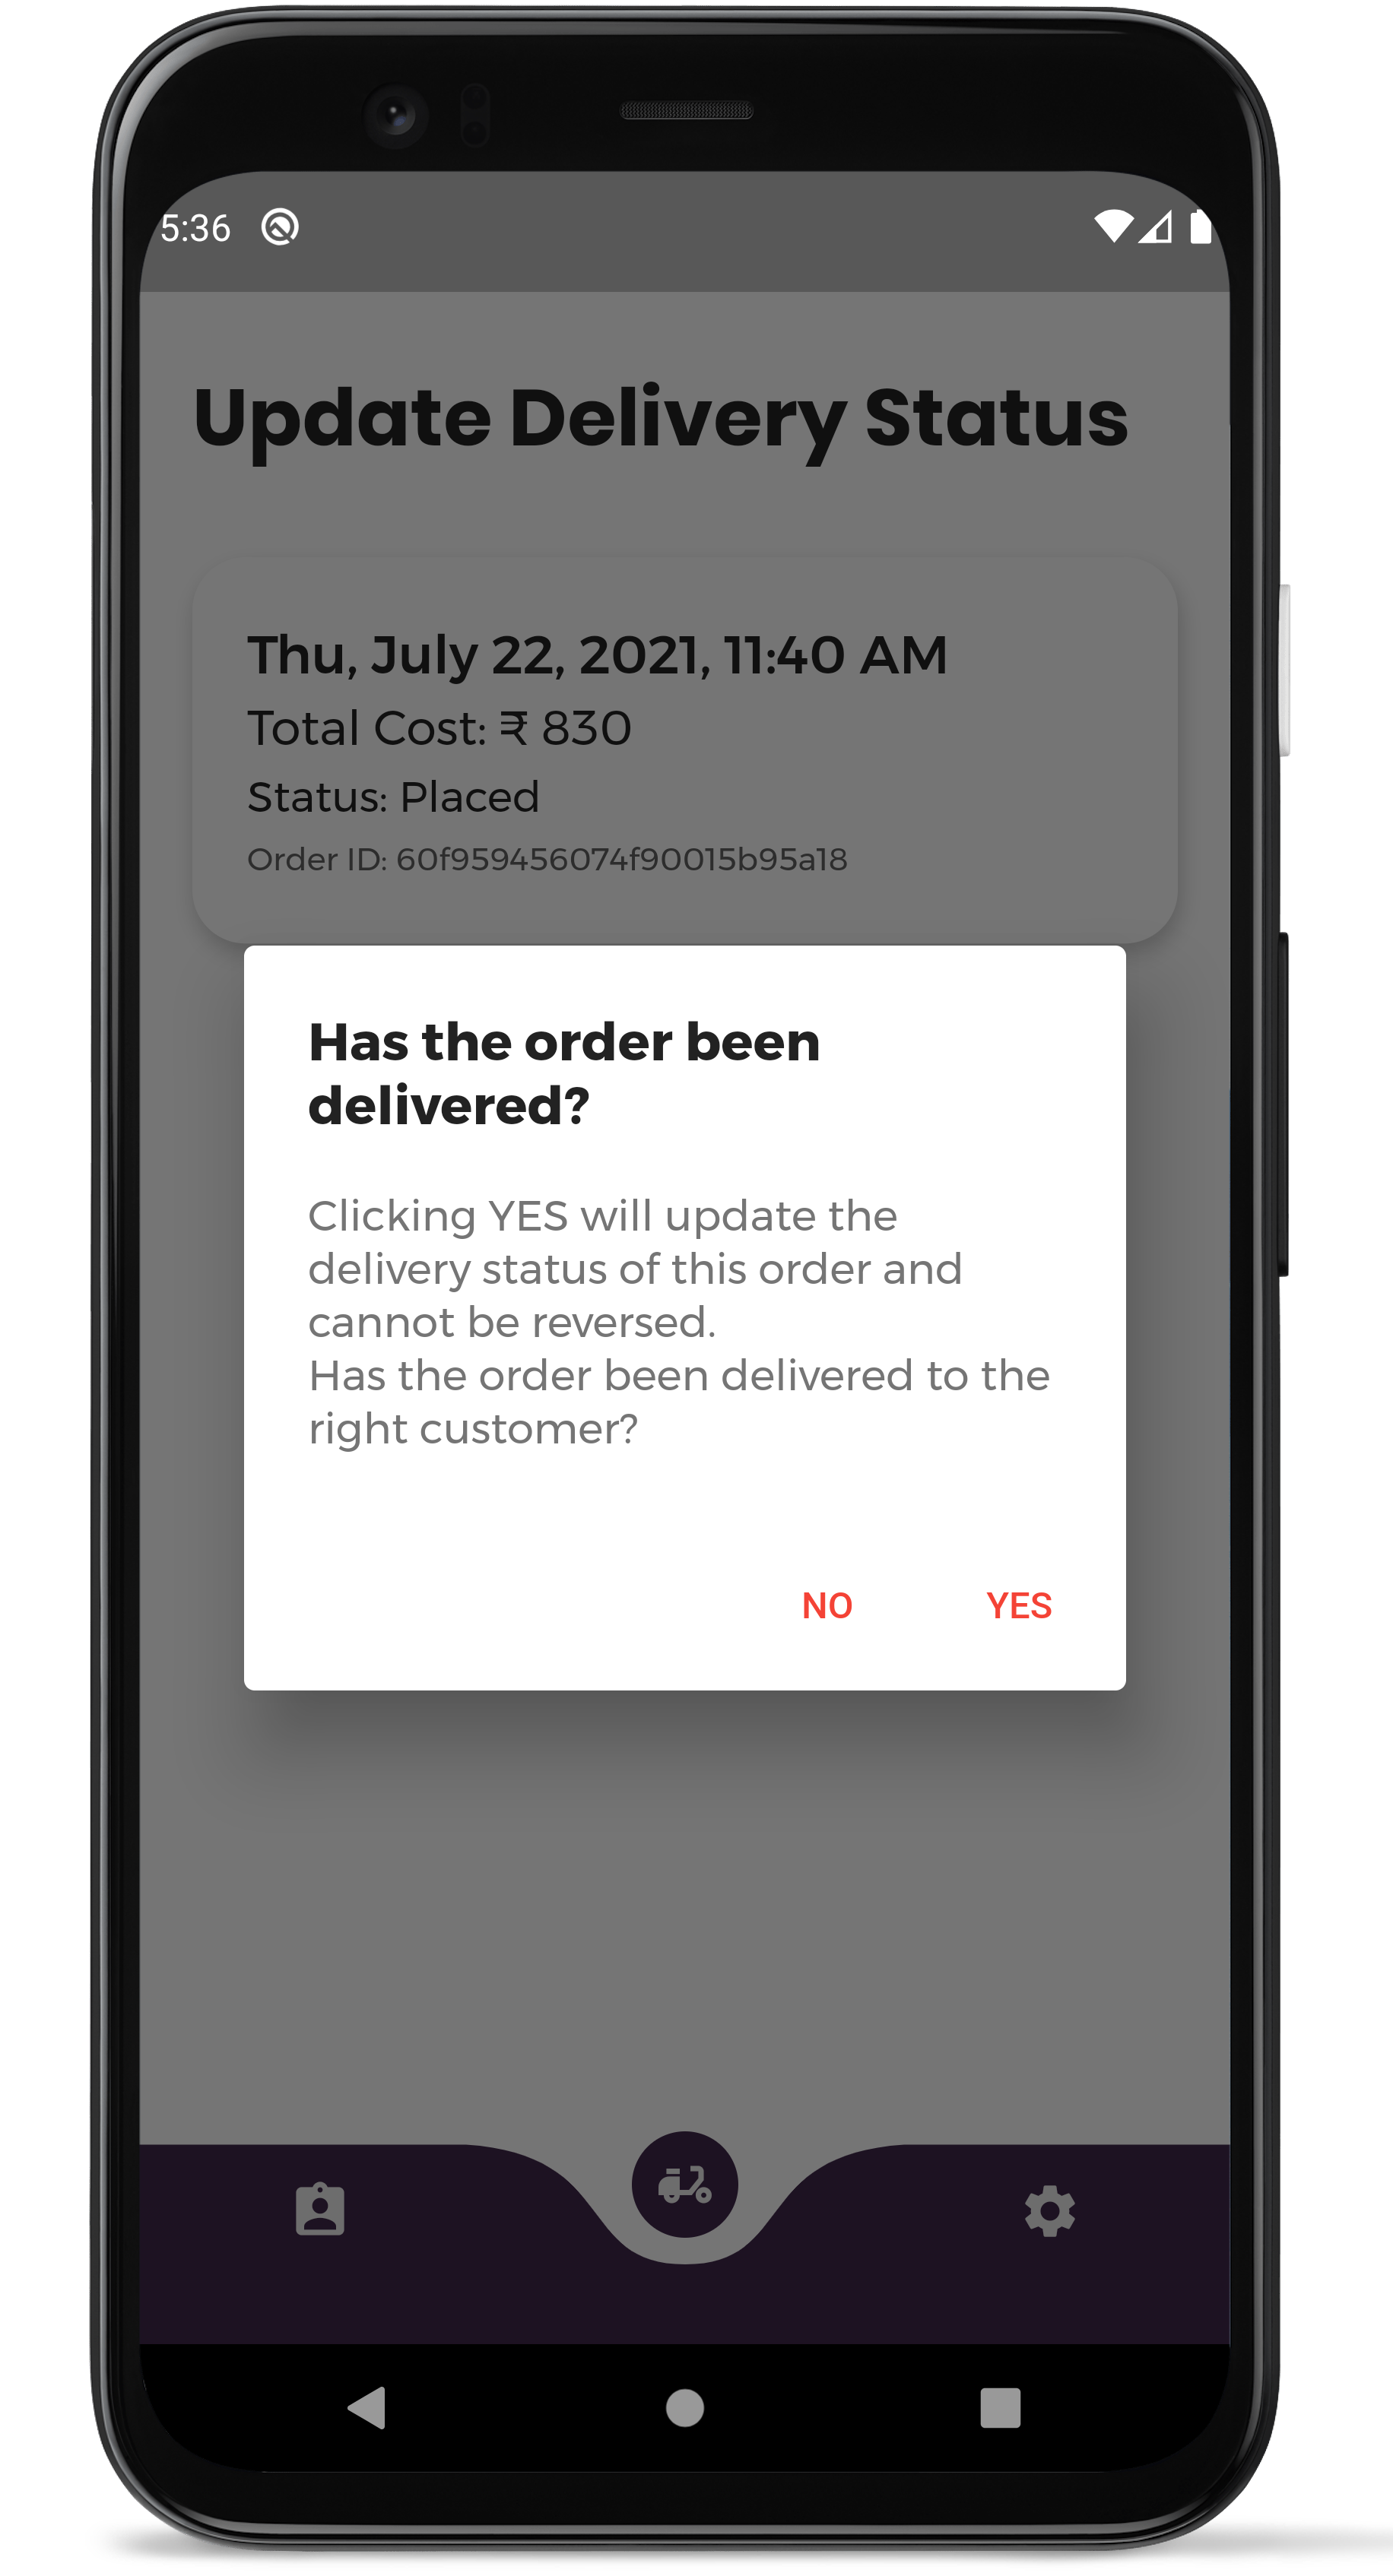 5:36
Update Delivery Status
Thu, July 22, 2021, 11:40 AM
Total Cost: ₹ 830
Status: Placed
Order ID: 60f959456074f90015b95a18
Has the order been
delivered?
Clicking YES will update the
delivery status of this order and
cannot be reversed.
Has the order been delivered to the
right customer?
NO YES